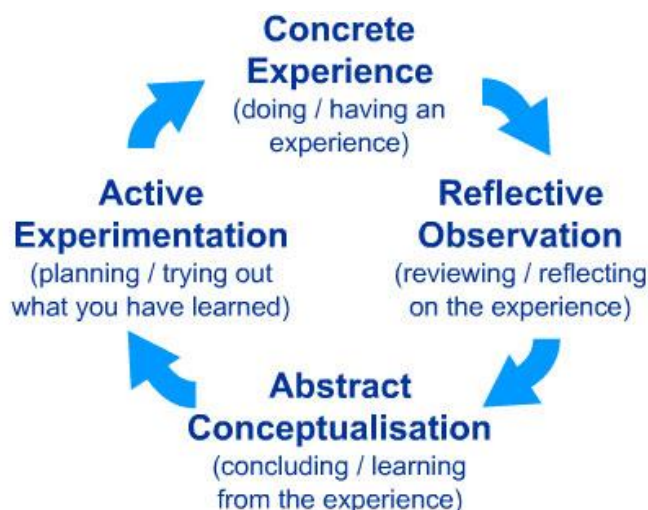 Concrete
Experience
(doing / having an
experience)
Active
Experimentation
(planning / trying out
what you have learned)
Reflective
Observation
(reviewing / reflecting
on the experience)
Abstract
Conceptualisation
(concluding / learning
from the experience)